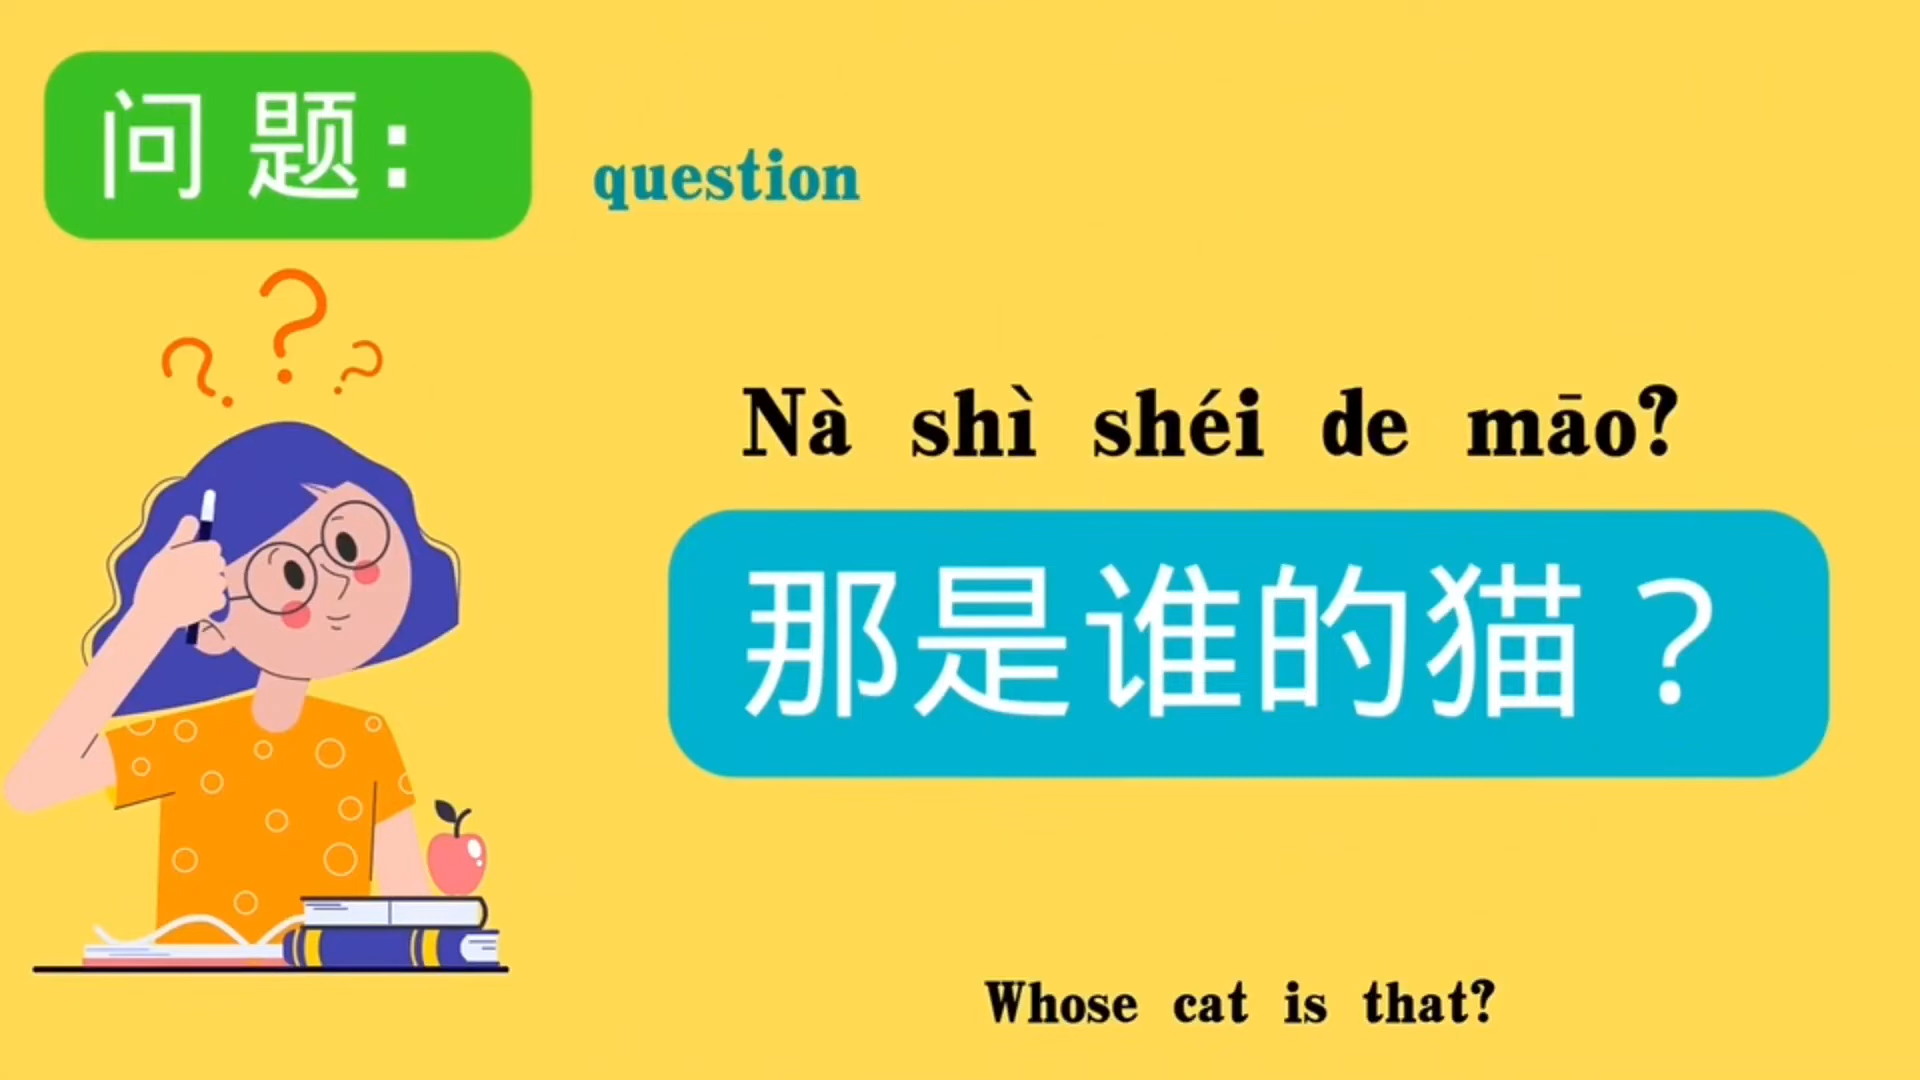 问题：
question
Nà shì shéi de māo?
那是谁的猫？
Whose cat is that?